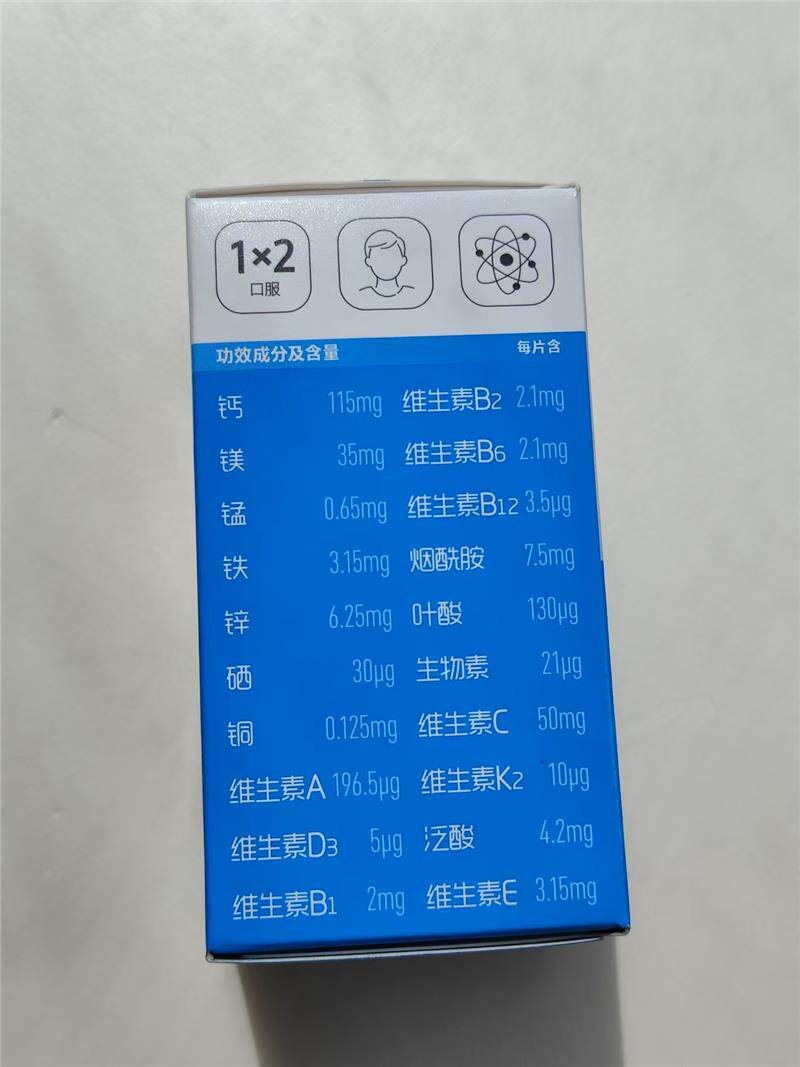 1×2
口服
功效成分及含量 每片含
钙 115mg 维生素B2 2.1mg
镁 35mg 维生素B6 2.1mg
锰 0.65mg 维生素B12 3.5μg
铁 3.15mg 烟酰胺 7.5mg
锌 6.25mg 叶酸 130μg
硒 30μg 生物素 21μg
铜 0.125mg 维生素C 50mg
维生素A 196.5μg 维生素K2 10μg
维生素D3 5μg 泛酸 4.2mg
维生素B1 2mg 维生素E 3.15mg